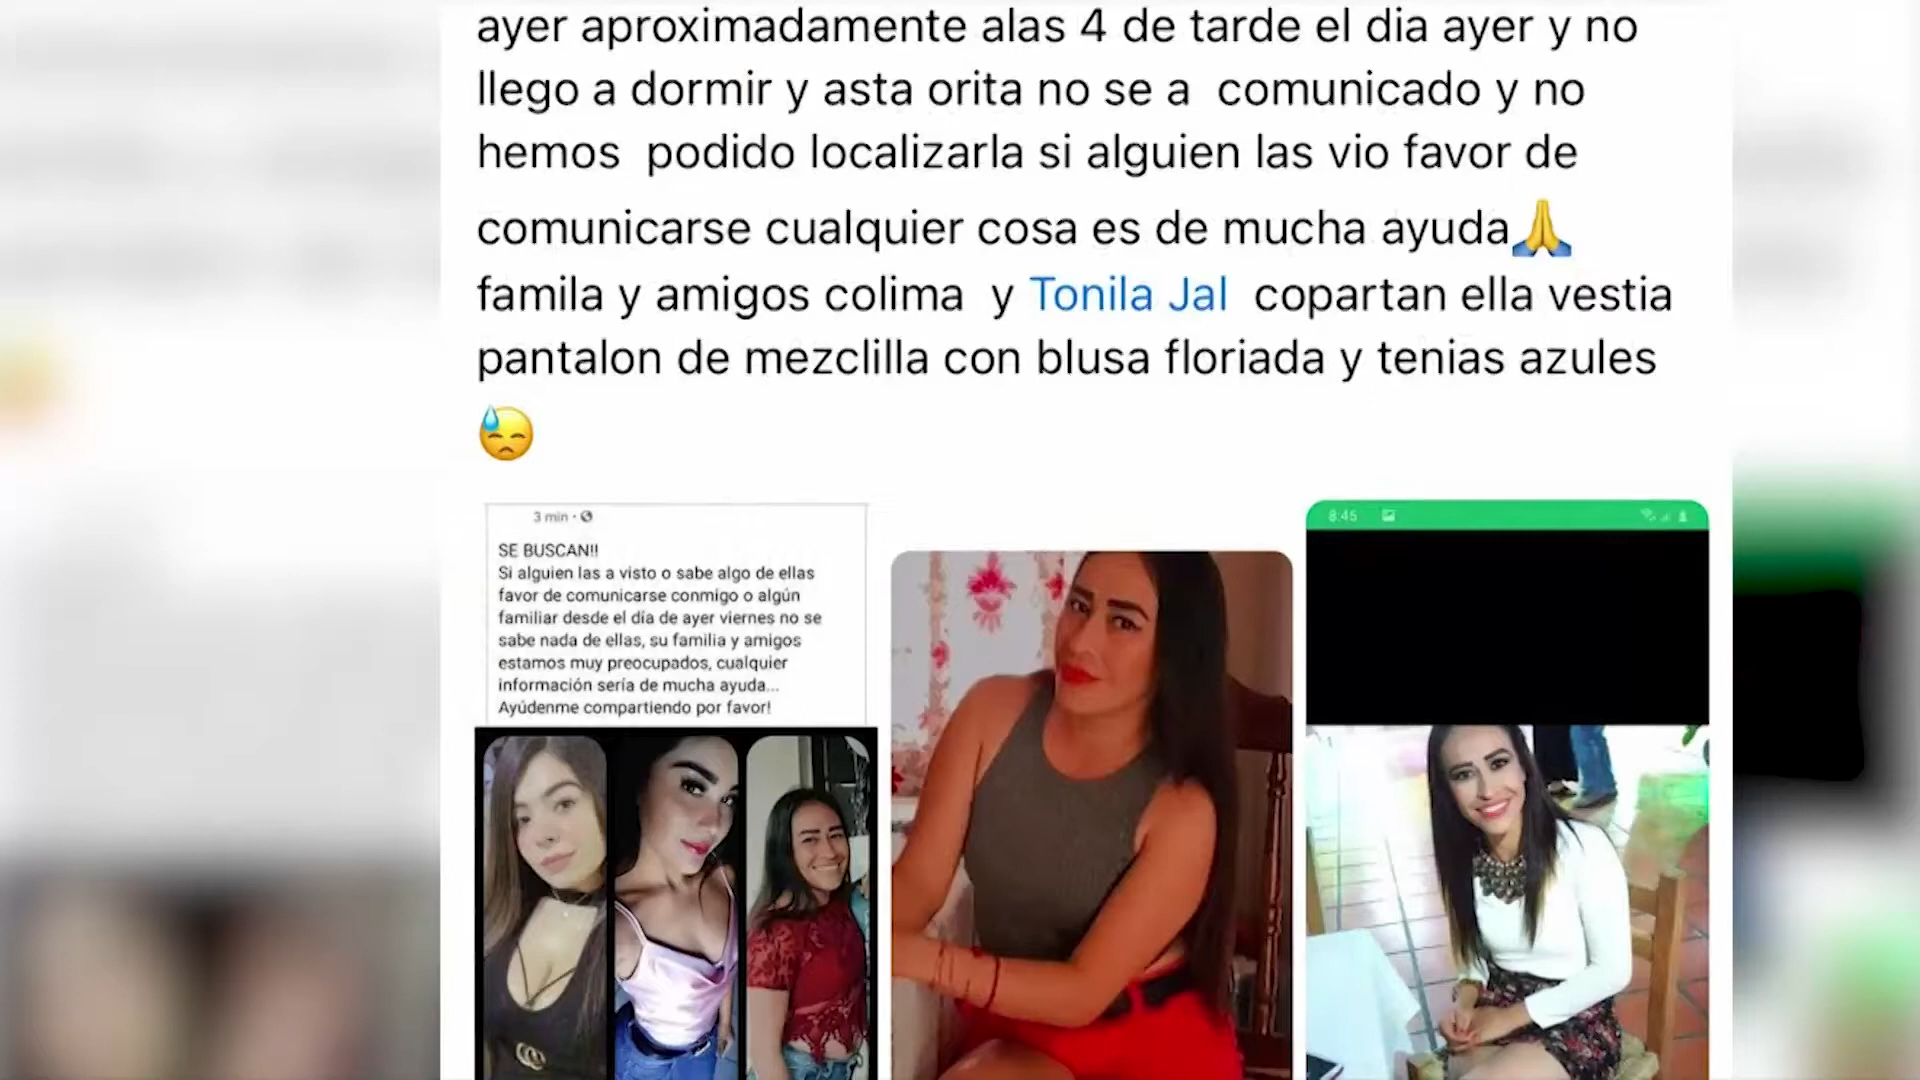 ayer aproximadamente alas 4 de tarde el dia ayer y no
llego a dormir y asta orita no se a comunicado y no
hemos podido localizarla si alguien las vio favor de
comunicarse cualquier cosa es de mucha ayuda🙏
famila y amigos colima y Tonila Jal copartan ella vestia
pantalon de mezclilla con blusa floriada y tenias azules
😓
3 min ·
SE BUSCAN!!
Si alguien las a visto o sabe algo de ellas
favor de comunicarse conmigo o algún
familiar desde el día de ayer viernes no se
sabe nada de ellas, su familia y amigos
estamos muy preocupados, cualquier
información sería de mucha ayuda...
Ayúdenme compartiendo por favor!
8:45